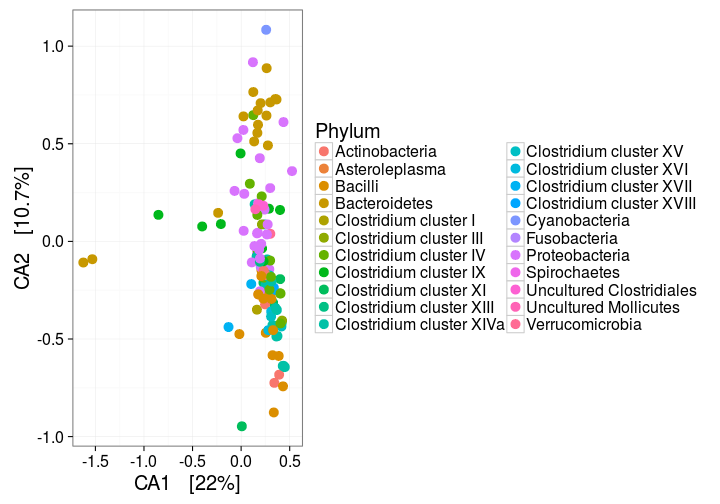 1.0
0.5
0.0
-0.5
-1.0
CA2 [10.7%]
-1.5 -1.0 -0.5 0.0 0.5
CA1 [22%]
Phylum
Actinobacteria
Asteroleplasma
Bacilli
Bacteroidetes
Clostridium cluster I
Clostridium cluster III
Clostridium cluster IV
Clostridium cluster IX
Clostridium cluster XI
Clostridium cluster XIII
Clostridium cluster XIVa
Clostridium cluster XV
Clostridium cluster XVI
Clostridium cluster XVII
Clostridium cluster XVIII
Cyanobacteria
Fusobacteria
Proteobacteria
Spirochaetes
Uncultured Clostridiales
Uncultured Mollicutes
Verrucomicrobia